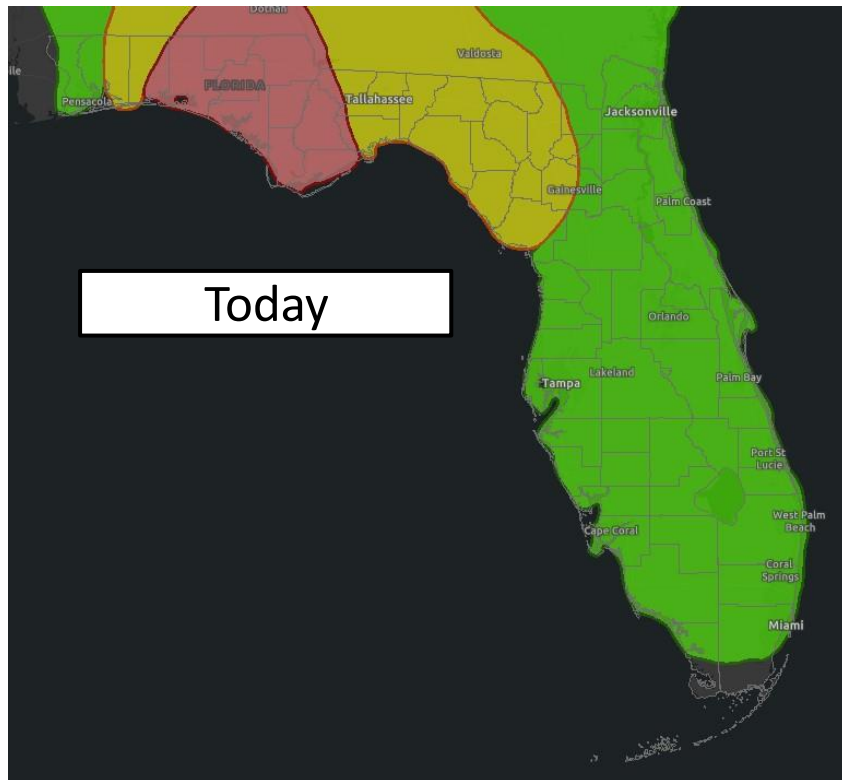 Dothan
Valdosta
ile
FLORIDA
Pensacola
Tallahassee
Jacksonville
Gainesville
Palm Coast
Today
Orlando
Lakeland
Palm Bay
Tampa
Port St
Lucie
West Palm
Beach
Cape Coral
Coral
Springs
Miami